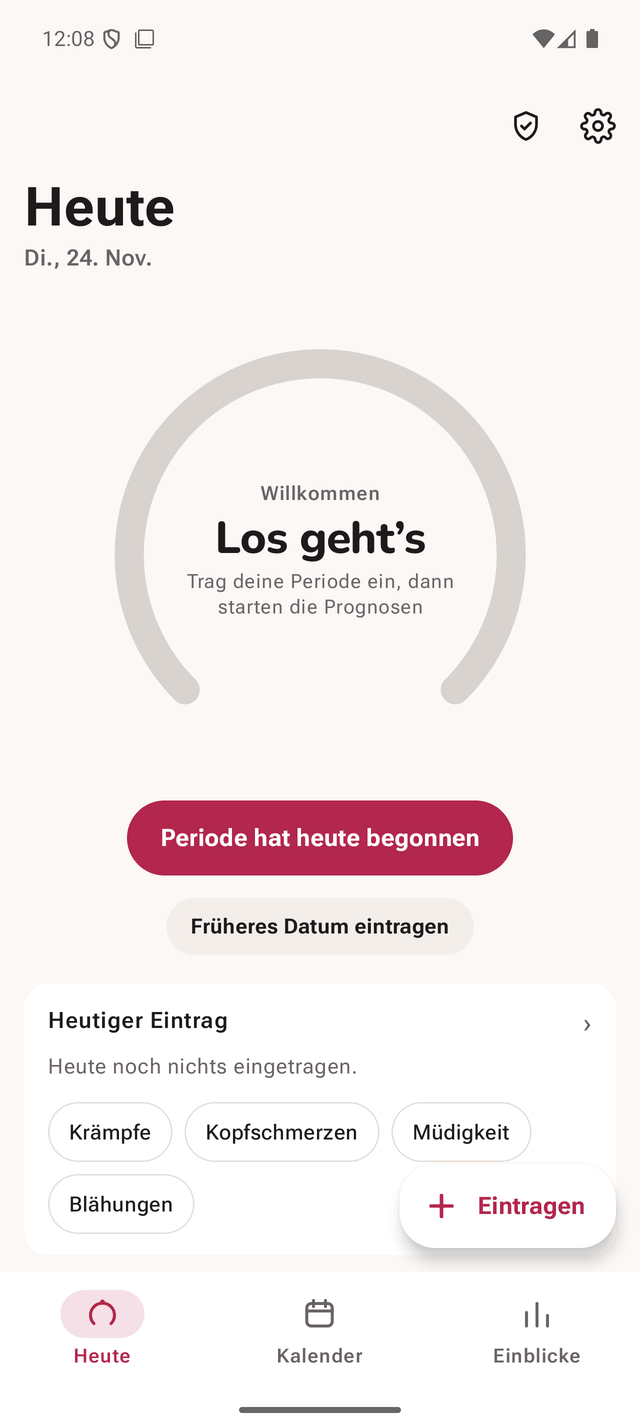 12:08
Heute
Di., 24. Nov.
Willkommen
Los geht’s
Trag deine Periode ein, dann
starten die Prognosen
Periode hat heute begonnen
Früheres Datum eintragen
Heutiger Eintrag
Heute noch nichts eingetragen.
Krämpfe
Kopfschmerzen
Müdigkeit
Blähungen
Eintragen
Heute
Kalender
Einblicke